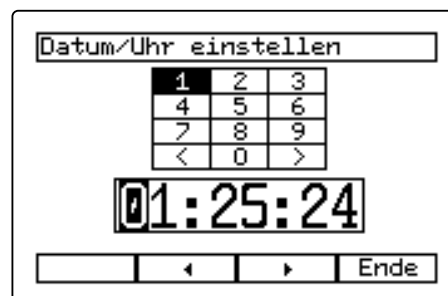 Datum/Uhr einstellen
1 2 3
4 5 6
7 8 9
< 0 >
01:25:24
◄ ► Ende